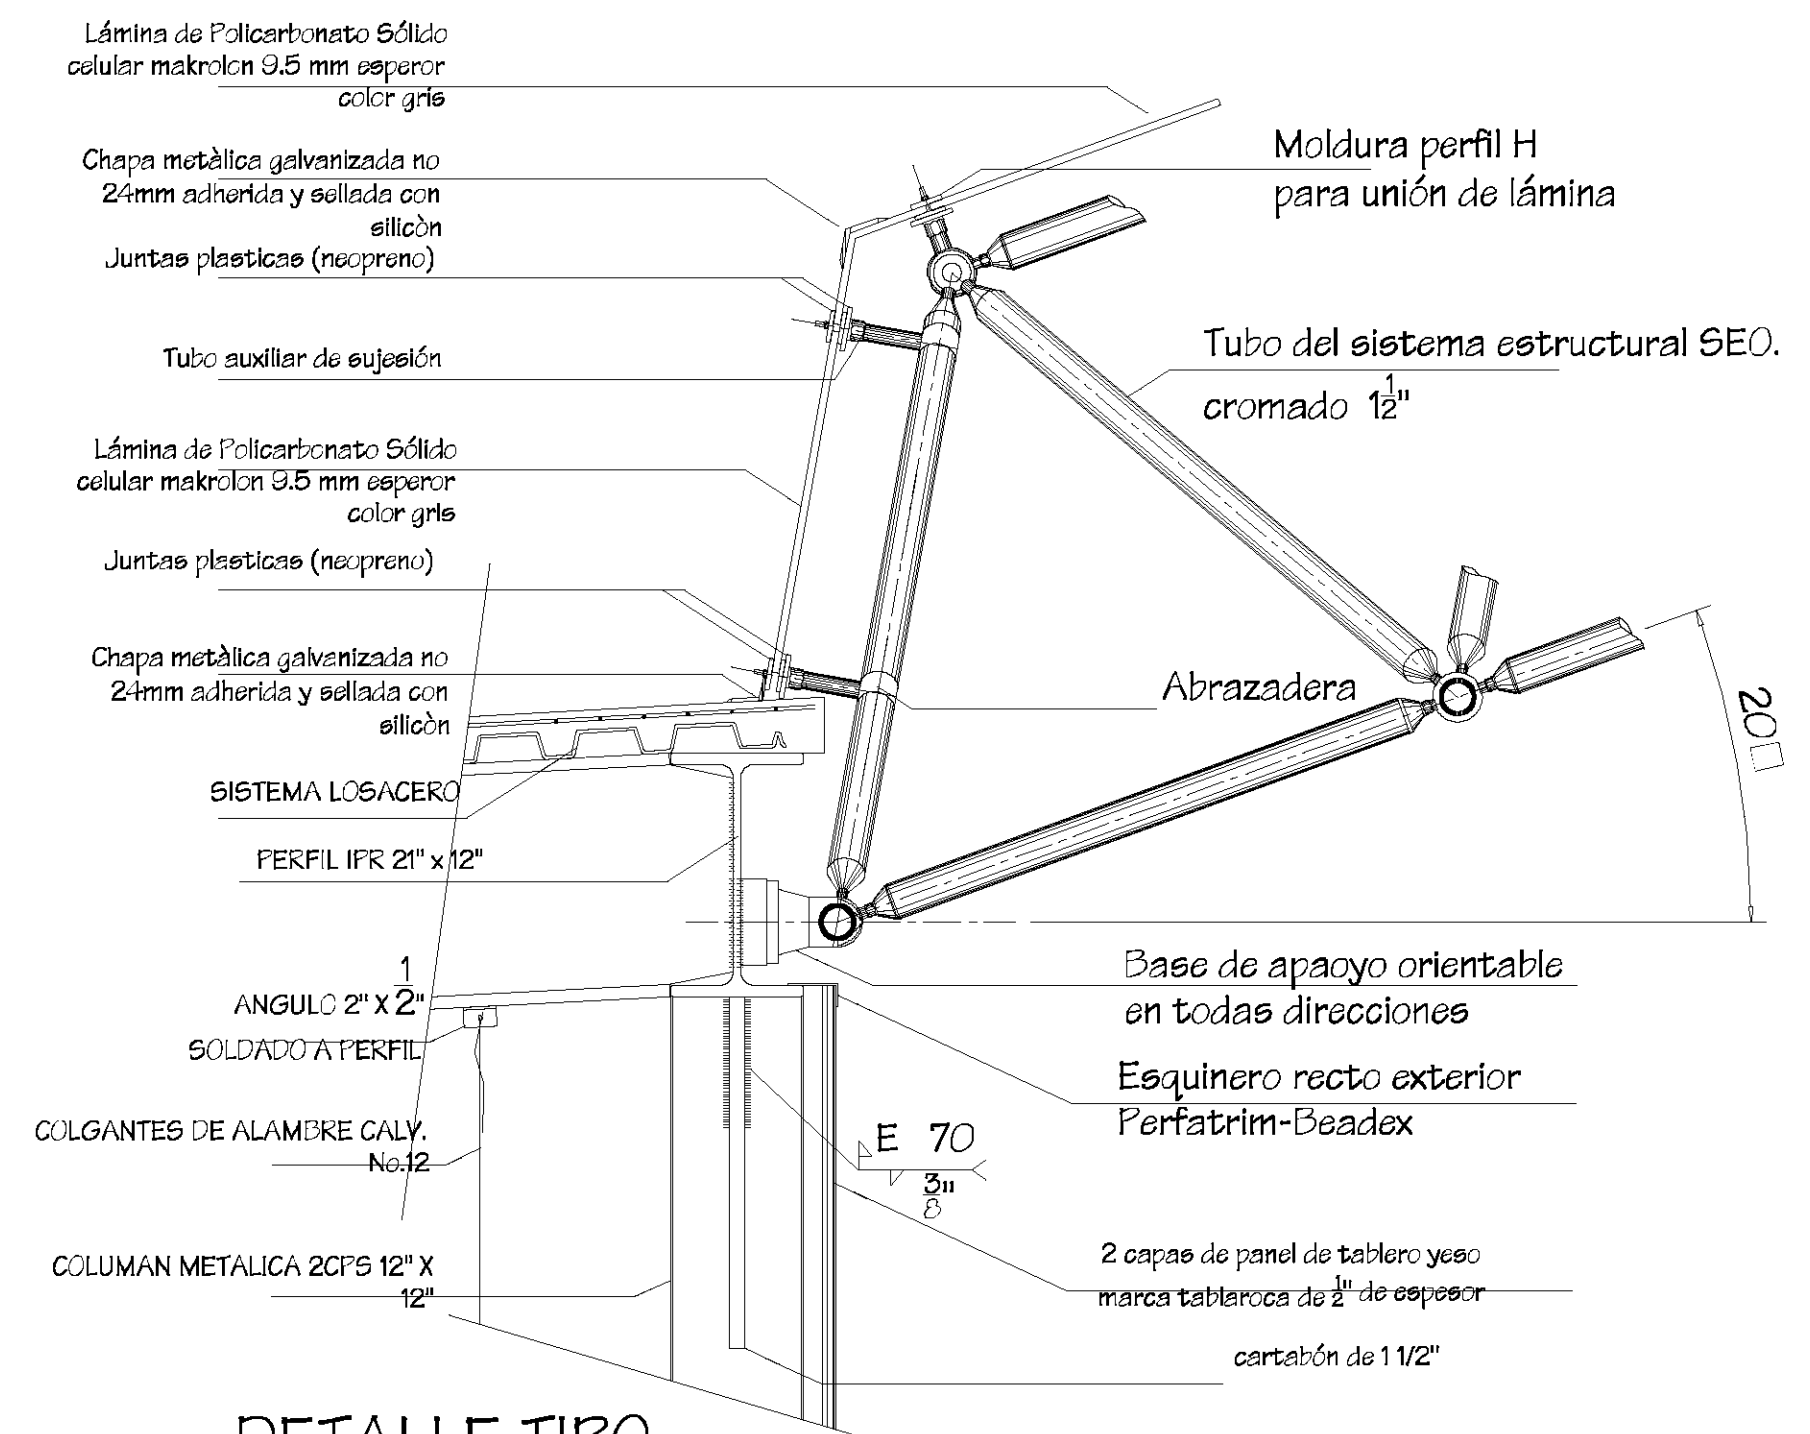 Lámina de Policarbonato Sólido
celular makrolon 9.5 mm esperor
color gris
Chapa metàlica galvanizada no
24mm adherida y sellada con
silicòn
Juntas plasticas (neopreno)
Tubo auxiliar de sujesión
Lámina de Policarbonato Sólido
celular makrolon 9.5 mm esperor
color gris
Juntas plasticas (neopreno)
Chapa metàlica galvanizada no
24mm adherida y sellada con
silicòn
SISTEMA LOSACERO
PERFIL IPR 21" x 12"
ANGULO 2" X 1/2"
SOLDADO A PERFIL
COLGANTES DE ALAMBRE CALV.
No.12
COLUMAN METALICA 2CPS 12" X
12"
Moldura perfil H
para unión de lámina
Tubo del sistema estructural SEO.
cromado 1 1/2"
Abrazadera
20□
Base de apaoyo orientable
en todas direcciones
Esquinero recto exterior
Perfatrim-Beadex
E 70
3/8"
2 capas de panel de tablero yeso
marca tablaroca de 1/2" de espesor
cartabón de 1 1/2"
DETALLE TIPO